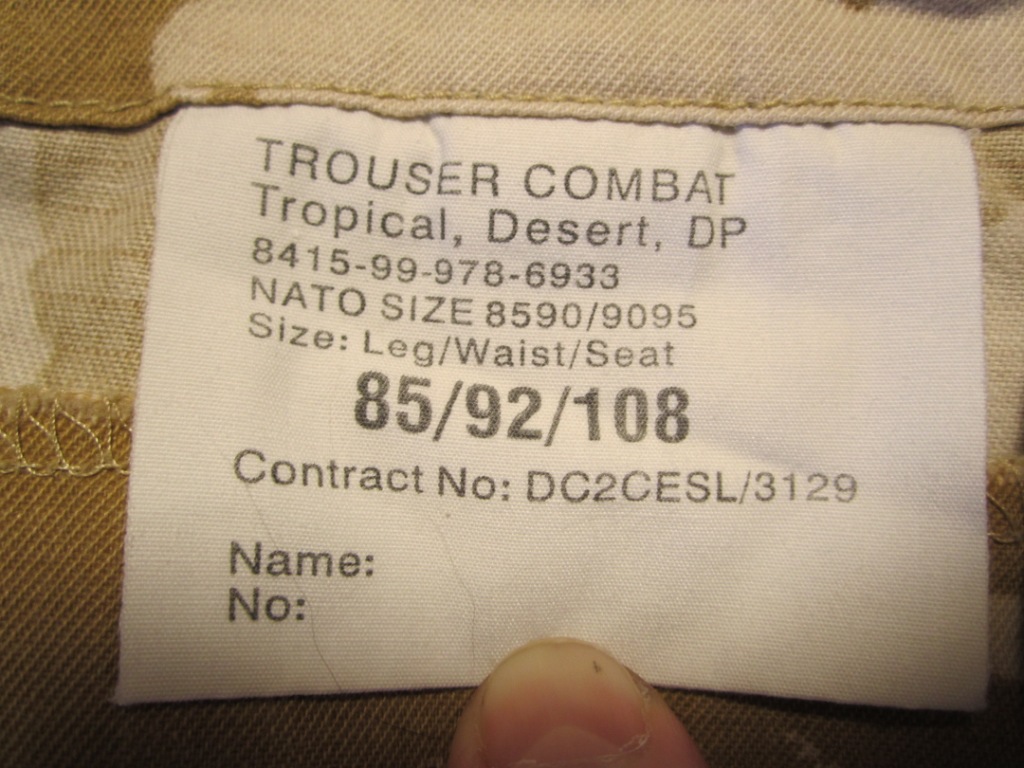 TROUSER COMBAT
Tropical, Desert, DP
8415-99-978-6933
NATO SIZE 8590/9095
Size: Leg/Waist/Seat
85/92/108
Contract No: DC2CESL/3129
Name:
No: